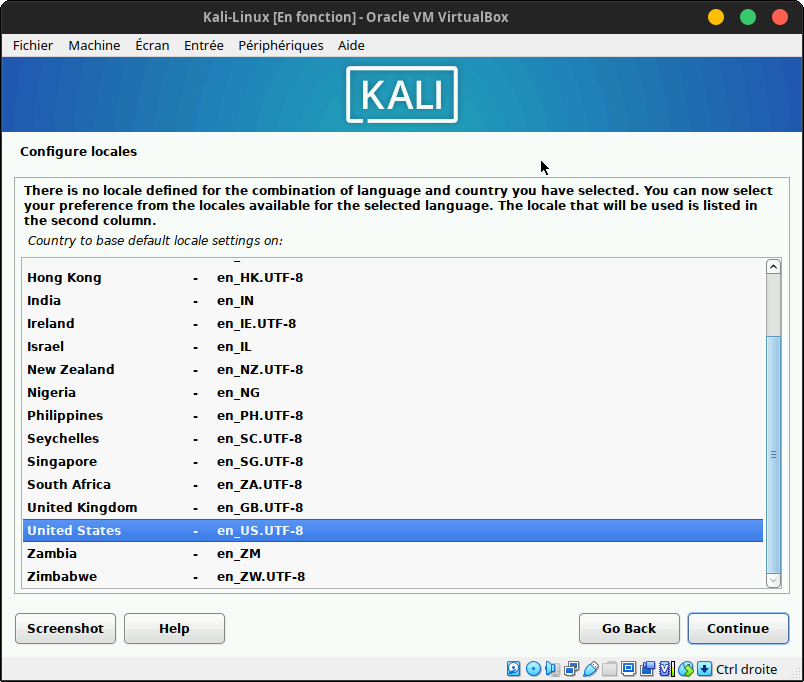 Kali-Linux [En fonction] - Oracle VM VirtualBox
Fichier Machine Écran Entrée Périphériques Aide
KALI
Configure locales
There is no locale defined for the combination of language and country you have selected. You can now select
your preference from the locales available for the selected language. The locale that will be used is listed in
the second column.
Country to base default locale settings on:
Hong Kong - en_HK.UTF-8
India - en_IN
Ireland - en_IE.UTF-8
Israel - en_IL
New Zealand - en_NZ.UTF-8
Nigeria - en_NG
Philippines - en_PH.UTF-8
Seychelles - en_SC.UTF-8
Singapore - en_SG.UTF-8
South Africa - en_ZA.UTF-8
United Kingdom - en_GB.UTF-8
United States - en_US.UTF-8
Zambia - en_ZM
Zimbabwe - en_ZW.UTF-8
Screenshot Help Go Back Continue
Ctrl droite